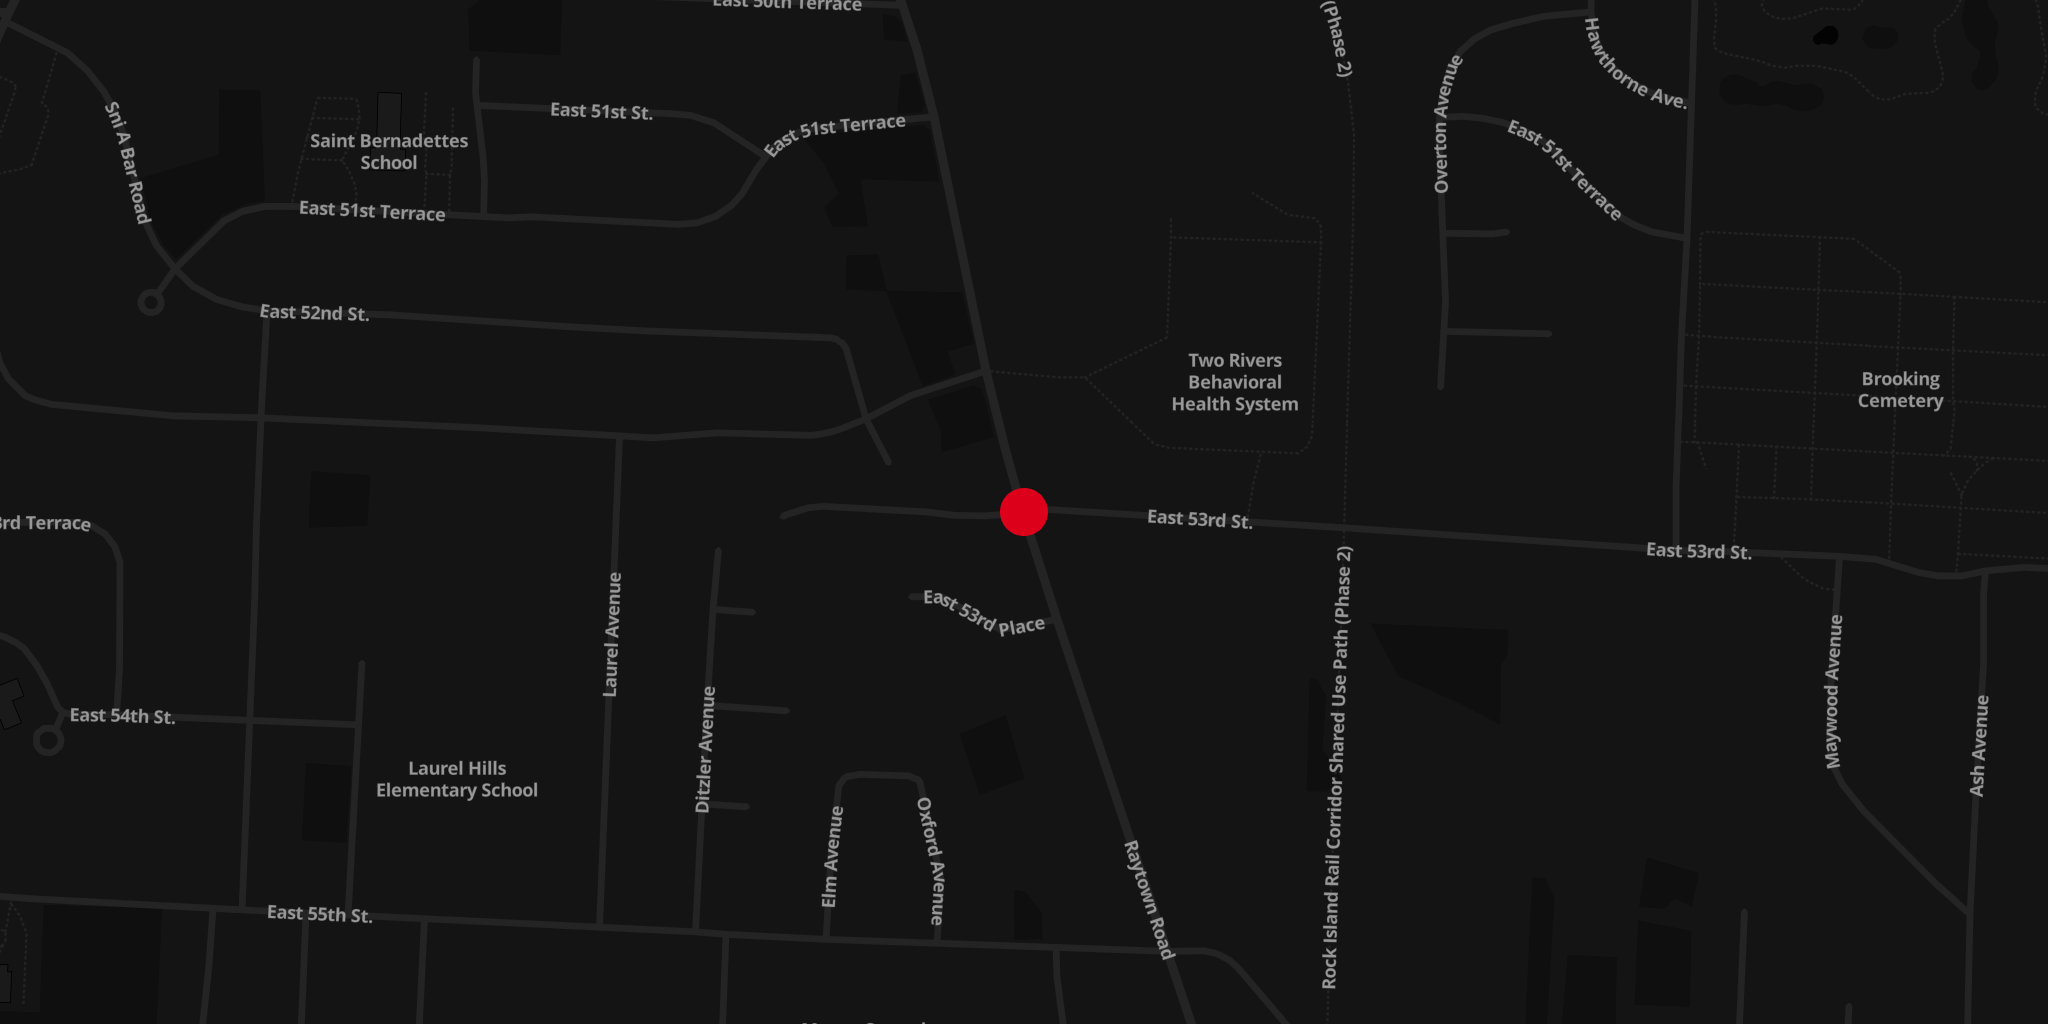 East 50th Terrace
(Phase 2)
Hawthorne Ave.
Overton Avenue
East 51st St.
East 51st Terrace
East 51st Terrace
Sni A Bar Road
Saint Bernadettes
School
East 51st Terrace
East 52nd St.
Two Rivers
Behavioral
Health System
Brooking
Cemetery
3rd Terrace
East 53rd St.
East 53rd St.
East 53rd Place
Laurel Avenue
Ditzler Avenue
Rock Island Rail Corridor Shared Use Path (Phase 2)
Maywood Avenue
Ash Avenue
East 54th St.
Laurel Hills
Elementary School
Elm Avenue
Oxford Avenue
Raytown Road
East 55th St.